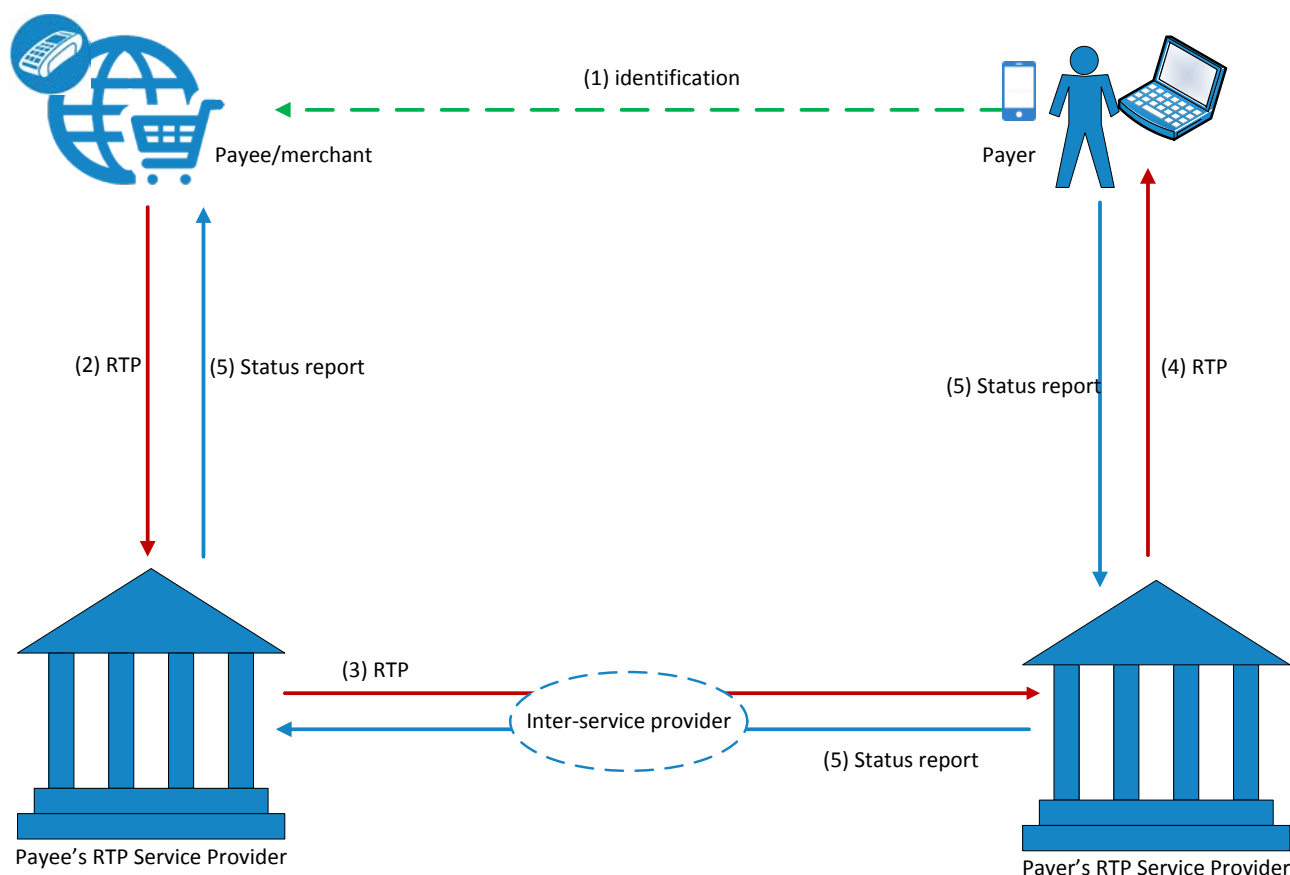 (1) identification
Payee/merchant
Payer
(2) RTP
(5) Status report
(5) Status report
(4) RTP
(3) RTP
Inter-service provider
(5) Status report
Payee’s RTP Service Provider
Payer’s RTP Service Provider